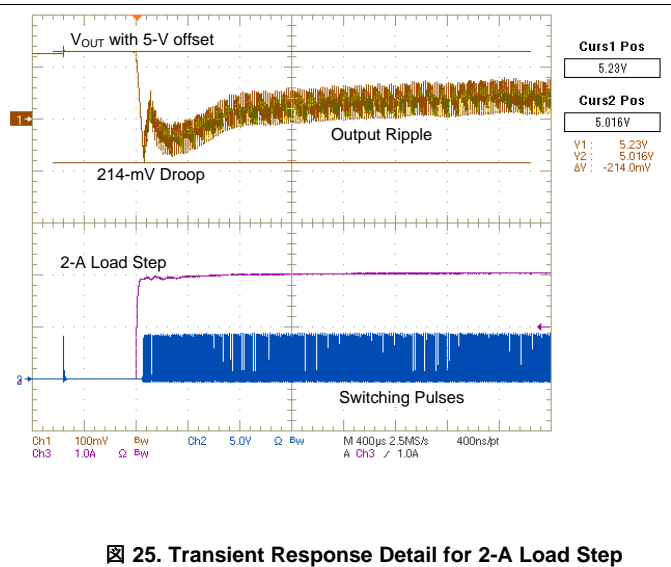 V_OUT with 5-V offset
Curs1 Pos
5.23V
Curs2 Pos
5.016V
V1 : 5.23V
V2 : 5.016V
ΔV : -214.0mV
1
Output Ripple
214-mV Droop
2-A Load Step
Switching Pulses
Ch1 100mV BW Ch2 5.0V Ω BW M 400µs 2.5MS/s 400ns/pt
Ch3 1.0A Ω BW A Ch3 ∕ 1.0A
図 25. Transient Response Detail for 2-A Load Step